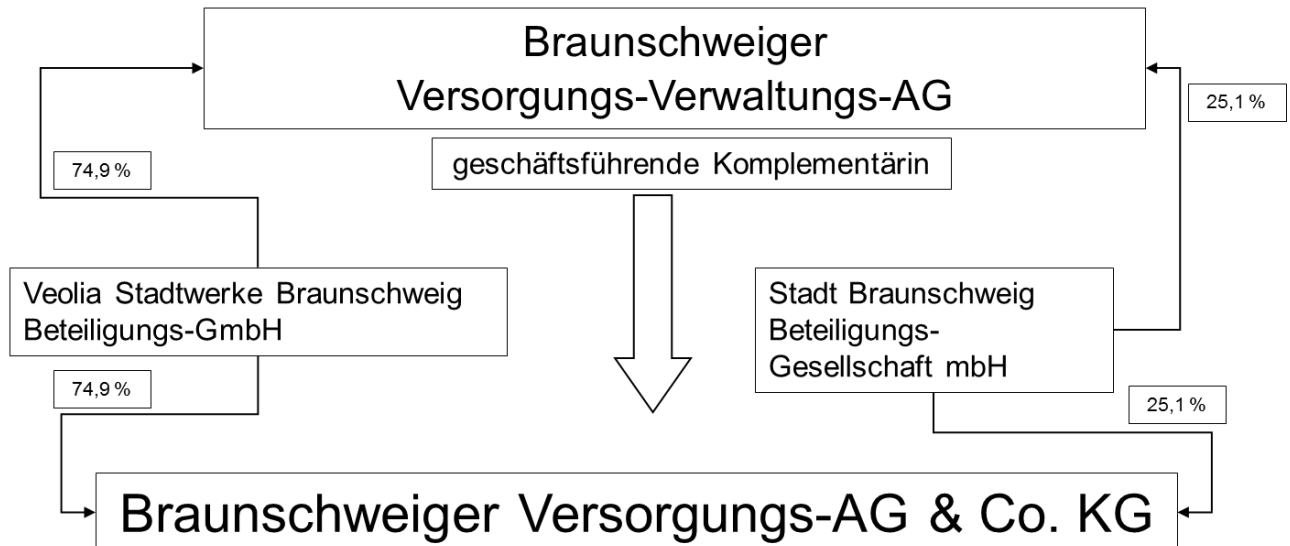 Braunschweiger
Versorgungs-Verwaltungs-AG
25,1 %
74,9 %
geschäftsführende Komplementärin
Veolia Stadtwerke Braunschweig
Beteiligungs-GmbH
Stadt Braunschweig
Beteiligungs-
Gesellschaft mbH
74,9 %
25,1 %
Braunschweiger Versorgungs-AG & Co. KG